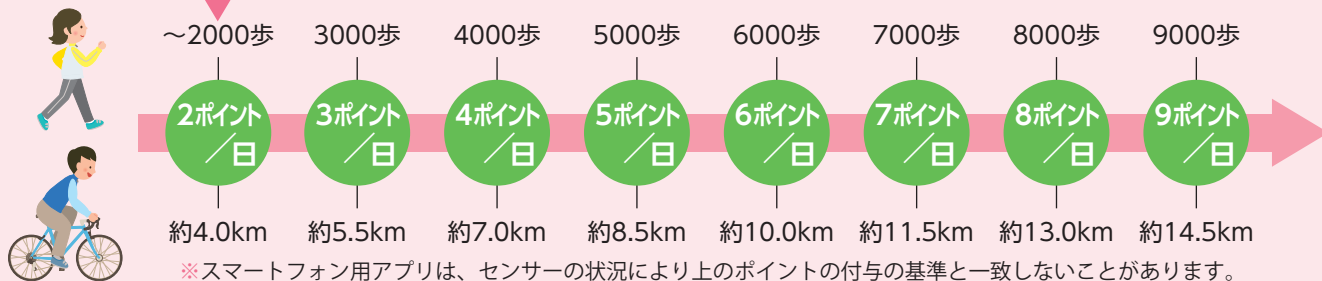 ～2000歩 3000歩 4000歩 5000歩 6000歩 7000歩 8000歩 9000歩
2ポイント 3ポイント 4ポイント 5ポイント 6ポイント 7ポイント 8ポイント 9ポイント
／日 ／日 ／日 ／日 ／日 ／日 ／日 ／日
約4.0km 約5.5km 約7.0km 約8.5km 約10.0km 約11.5km 約13.0km 約14.5km
※スマートフォン用アプリは、センサーの状況により上のポイントの付与の基準と一致しないことがあります。